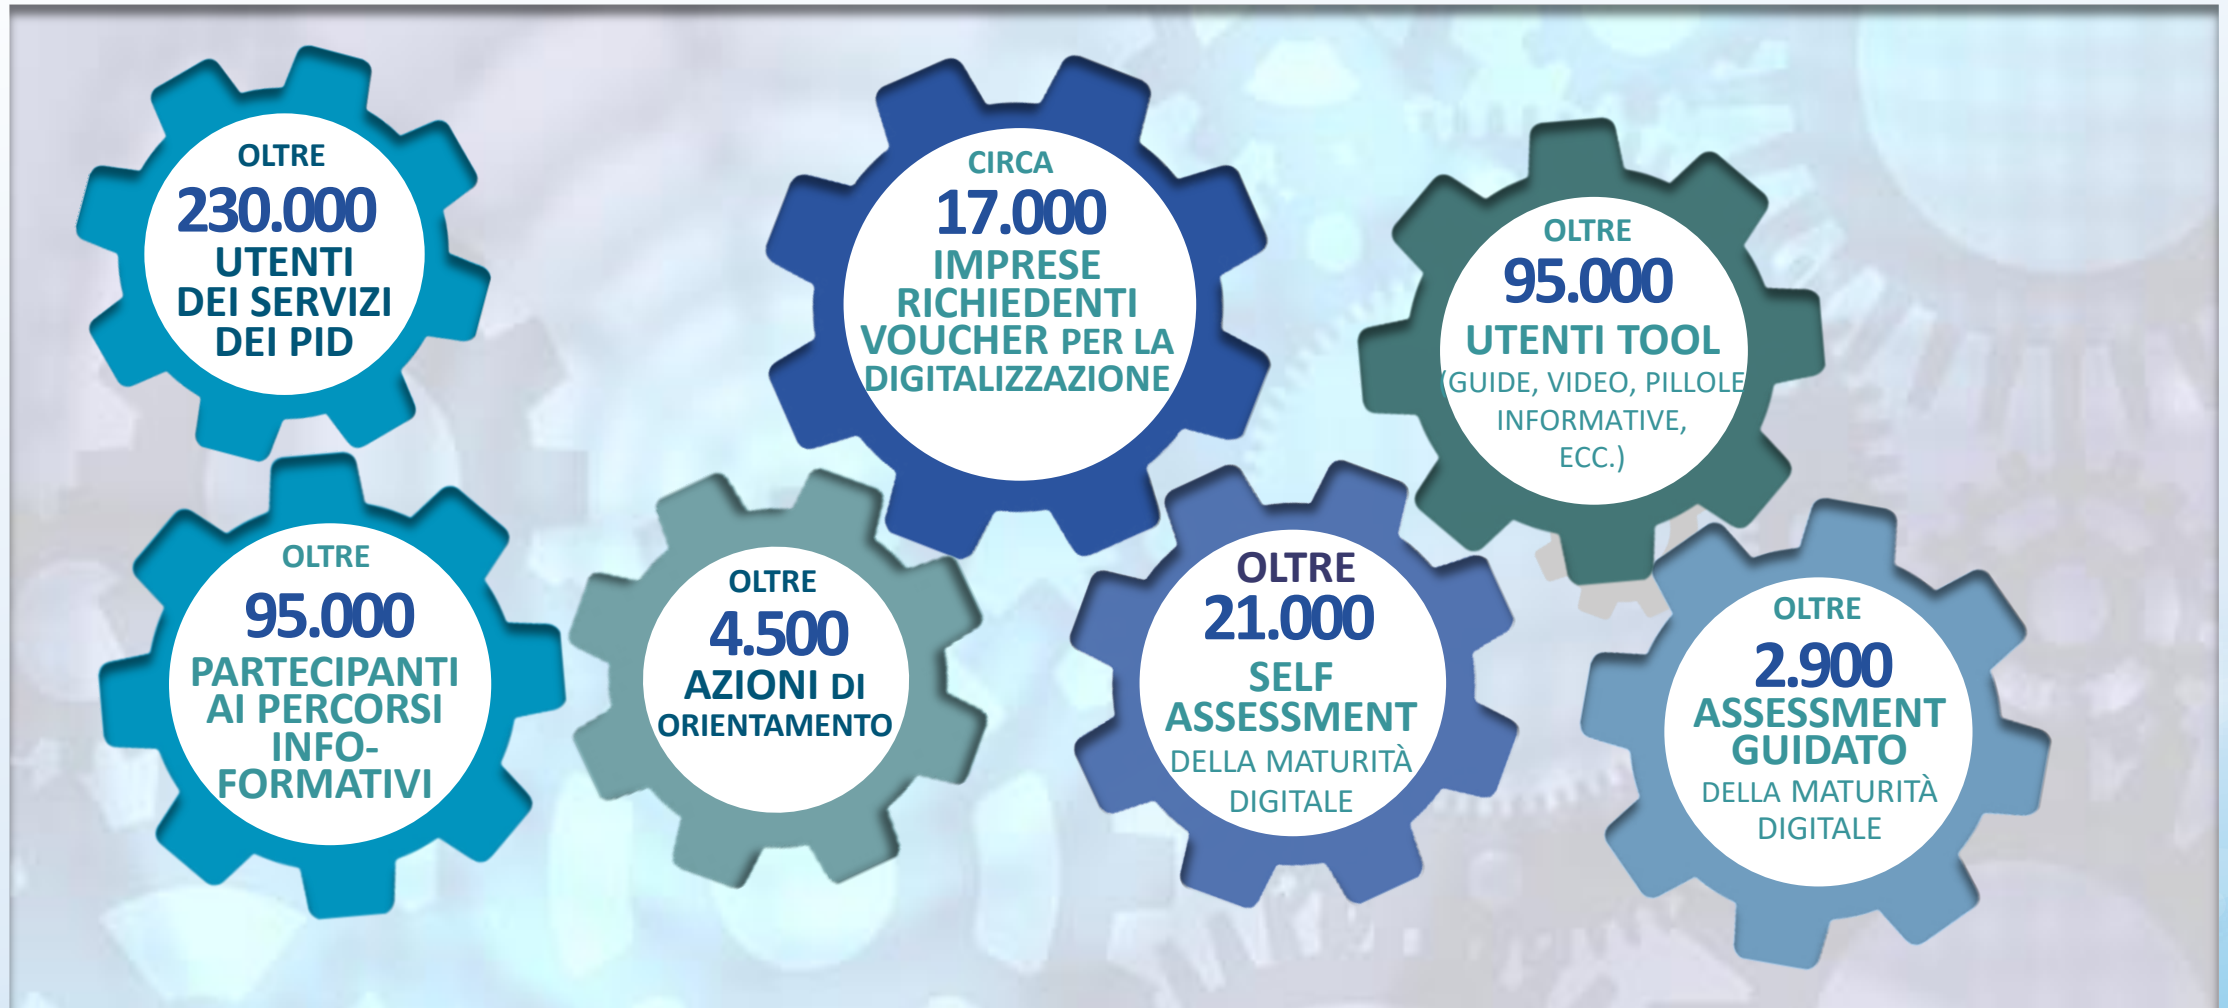 OLTRE
230.000
UTENTI
DEI SERVIZI
DEI PID
CIRCA
17.000
IMPRESE
RICHIEDENTI
VOUCHER PER LA
DIGITALIZZAZIONE
OLTRE
95.000
UTENTI TOOL
(GUIDE, VIDEO, PILLOLE
INFORMATIVE,
ECC.)
OLTRE
95.000
PARTECIPANTI
AI PERCORSI
INFO-
FORMATIVI
OLTRE
4.500
AZIONI DI
ORIENTAMENTO
OLTRE
21.000
SELF
ASSESSMENT
DELLA MATURITÀ
DIGITALE
OLTRE
2.900
ASSESSMENT
GUIDATO
DELLA MATURITÀ
DIGITALE